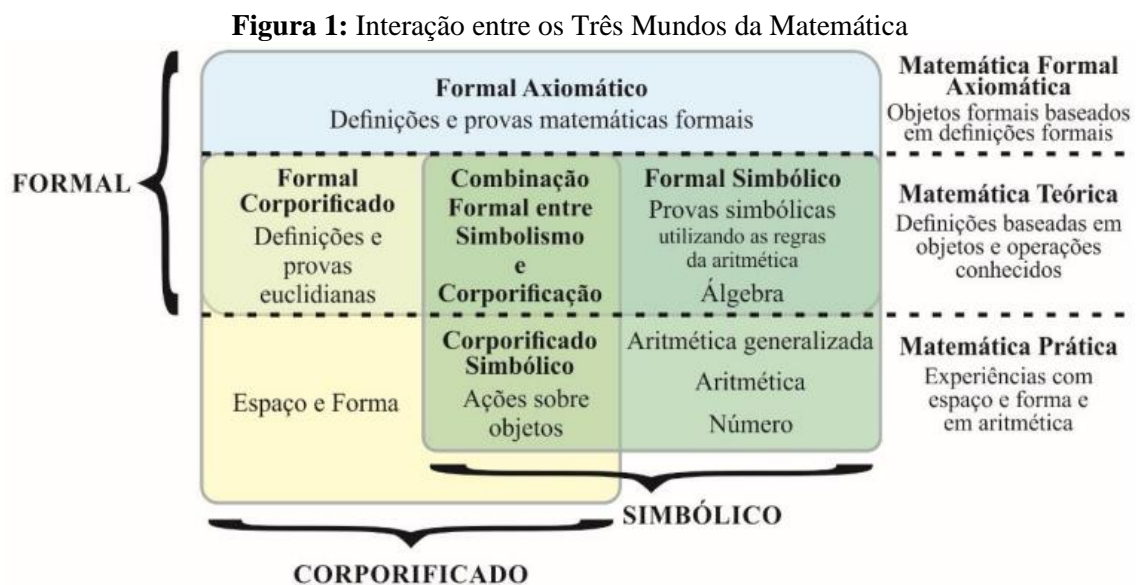 Figura 1: Interação entre os Três Mundos da Matemática
Formal Axiomático
Definições e provas matemáticas formais
Matemática Formal
Axiomática
Objetos formais baseados
em definições formais
FORMAL
Formal
Corporificado
Definições e
provas
euclidianas
Combinação
Formal entre
Simbolismo
e
Corporificação
Formal Simbólico
Provas simbólicas
utilizando as regras
da aritmética
Álgebra
Matemática Teórica
Definições baseadas em
objetos e operações
conhecidos
Espaço e Forma
Corporificado
Simbólico
Ações sobre
objetos
Aritmética generalizada
Aritmética
Número
Matemática Prática
Experiências com
espaço e forma e
em aritmética
SIMBÓLICO
CORPORIFICADO